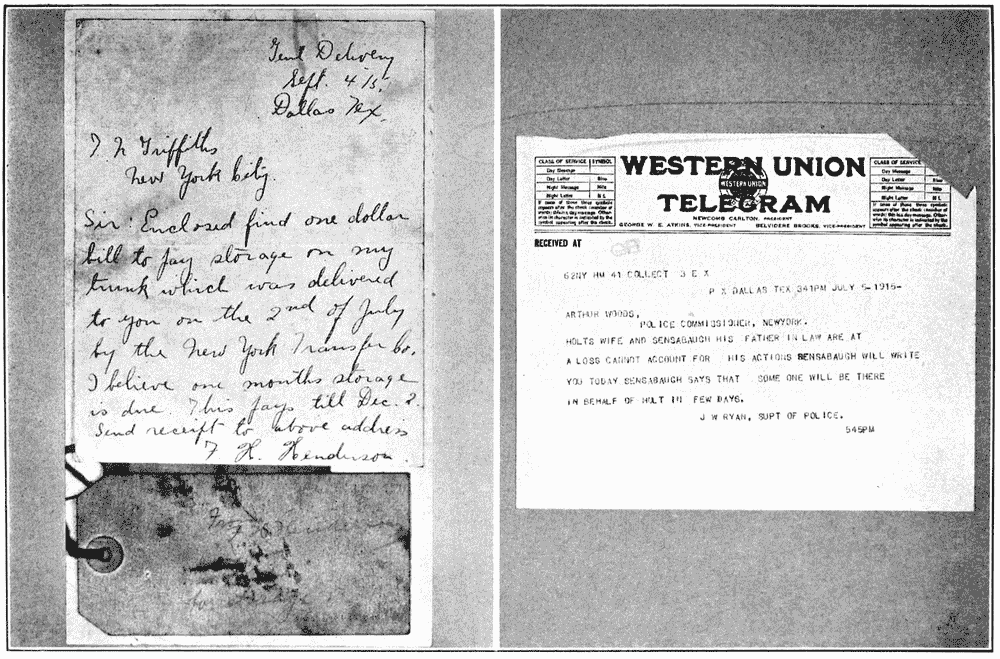 Genl Delivery
Sept. 4 15,
Dallas Tex,
New York City.
Sir: Enclosed find one dollar
bill to pay storage on my
trunk which was delivered
to you on the 2nd of July
by the New York Transfer Co.
I believe one months storage
is due. This pays till Dec. 2.
Send receipt to above address
F. H. Henderson.
CLASS OF SERVICE SYMBOL
Day Message
Day Letter Blue
Night Message Nite
Night Letter N L
If none of these three symbols
appears after the check (number of
words) this is a day message. Other-
wise its character is indicated by the
symbol appearing after the check.
WESTERN UNION
WESTERN UNION
TELEGRAM
NEWCOMB CARLTON, PRESIDENT
GEORGE W. E. ATKINS, VICE-PRESIDENT BELVIDERE BROOKS, VICE-PRESIDENT
CLASS OF SERVICE
Day Message
Day Letter Blue
Night Message Nite
Night Letter N L
If none of these three symbols
appears after the check (number of
words) this is a day message. Other-
wise its character is indicated by the
symbol appearing after the check.
RECEIVED AT
62NY HM 41 COLLECT 3 E X
P X DALLAS TEX 341PM JULY 5-1915-
ARTHUR WOODS,
POLICE COMMISSIONER, NEWYORK.
HOLTS WIFE AND SENSABAUGH HIS FATHER IN LAW ARE AT
A LOSS CANNOT ACCOUNT FOR HIS ACTIONS SENSABAUGH WILL WRITE
YOU TODAY SENSABAUGH SAYS THAT SOME ONE WILL BE THERE
IN BEHALF OF HOLT IN FEW DAYS.
J W RYAN, SUPT OF POLICE.
545PM